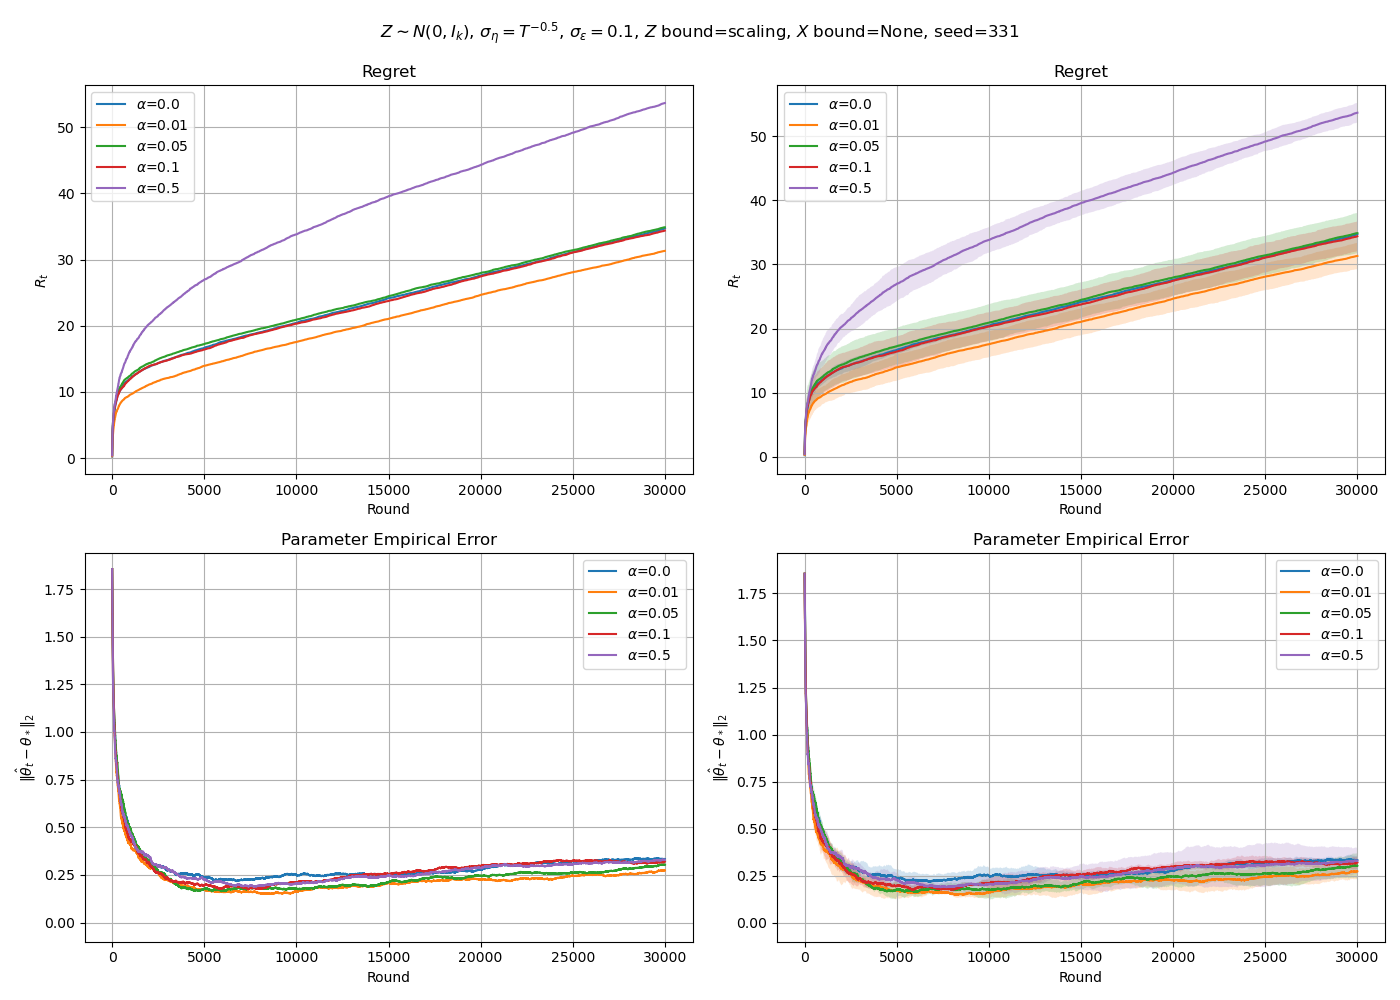 Z ∼ N(0, I_k), σ_η = T^{−0.5}, σ_ε = 0.1, Z bound=scaling, X bound=None, seed=331
Regret
α=0.0
α=0.01
α=0.05
α=0.1
α=0.5
R_t
50
40
30
20
10
0
0 5000 10000 15000 20000 25000 30000
Round
Regret
α=0.0
α=0.01
α=0.05
α=0.1
α=0.5
R_t
50
40
30
20
10
0
0 5000 10000 15000 20000 25000 30000
Round
Parameter Empirical Error
α=0.0
α=0.01
α=0.05
α=0.1
α=0.5
‖θ̂_t − θ_*‖_2
1.75
1.50
1.25
1.00
0.75
0.50
0.25
0.00
0 5000 10000 15000 20000 25000 30000
Round
Parameter Empirical Error
α=0.0
α=0.01
α=0.05
α=0.1
α=0.5
‖θ̂_t − θ_*‖_2
1.75
1.50
1.25
1.00
0.75
0.50
0.25
0.00
0 5000 10000 15000 20000 25000 30000
Round